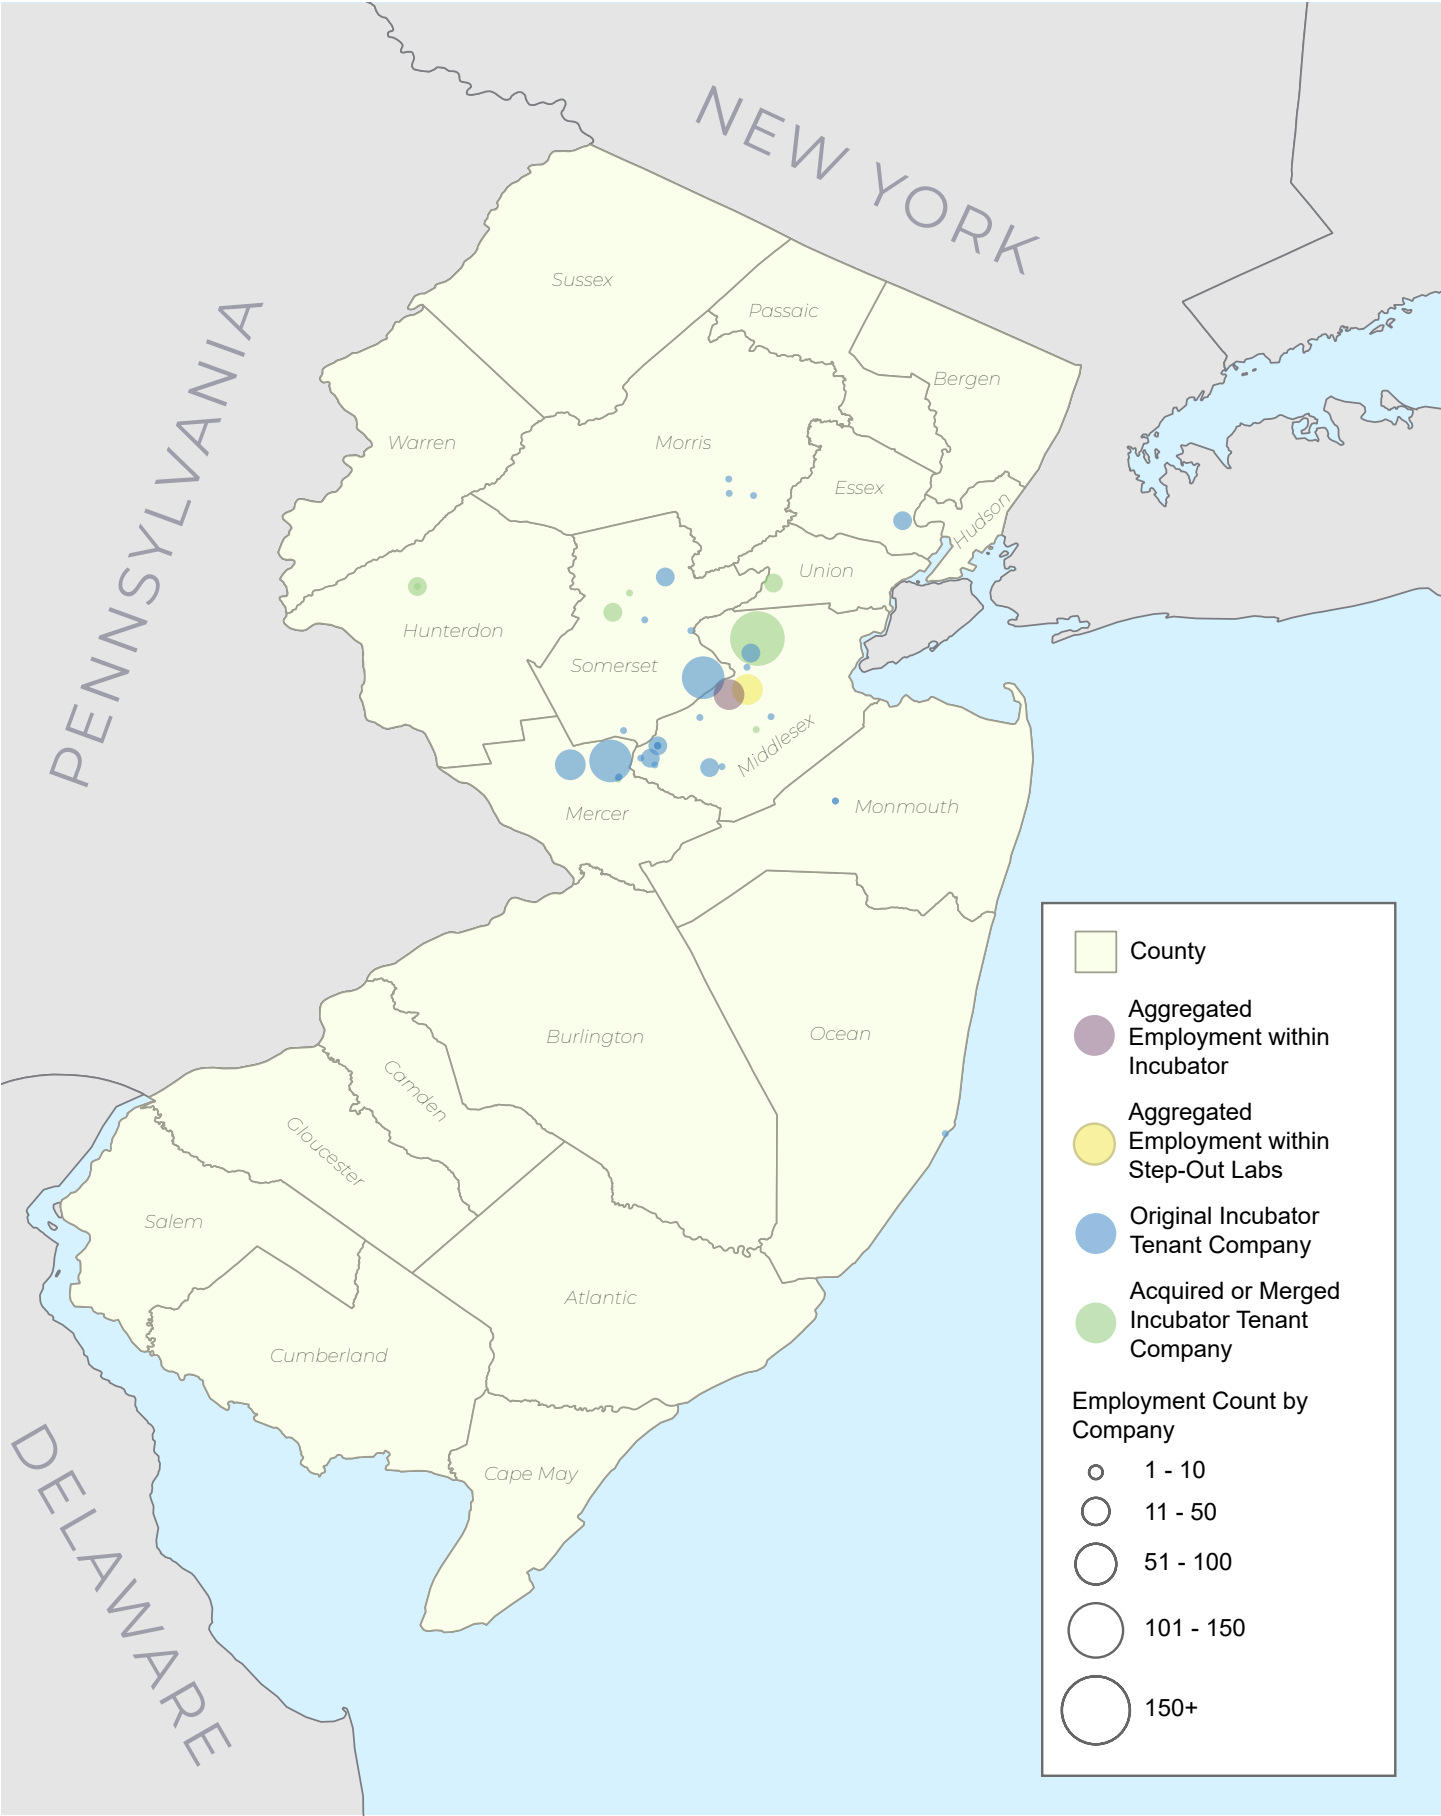 NEW YORK
PENNSYLVANIA
Sussex
Passaic
Bergen
Warren
Morris
Essex
Hudson
Union
Hunterdon
Somerset
Middlesex
Mercer
Monmouth
Burlington
Ocean
Camden
Gloucester
Salem
Atlantic
Cumberland
Cape May
DELAWARE
County
Aggregated
Employment within
Incubator
Aggregated
Employment within
Step-Out Labs
Original Incubator
Tenant Company
Acquired or Merged
Incubator Tenant
Company
Employment Count by
Company
1 - 10
11 - 50
51 - 100
101 - 150
150+